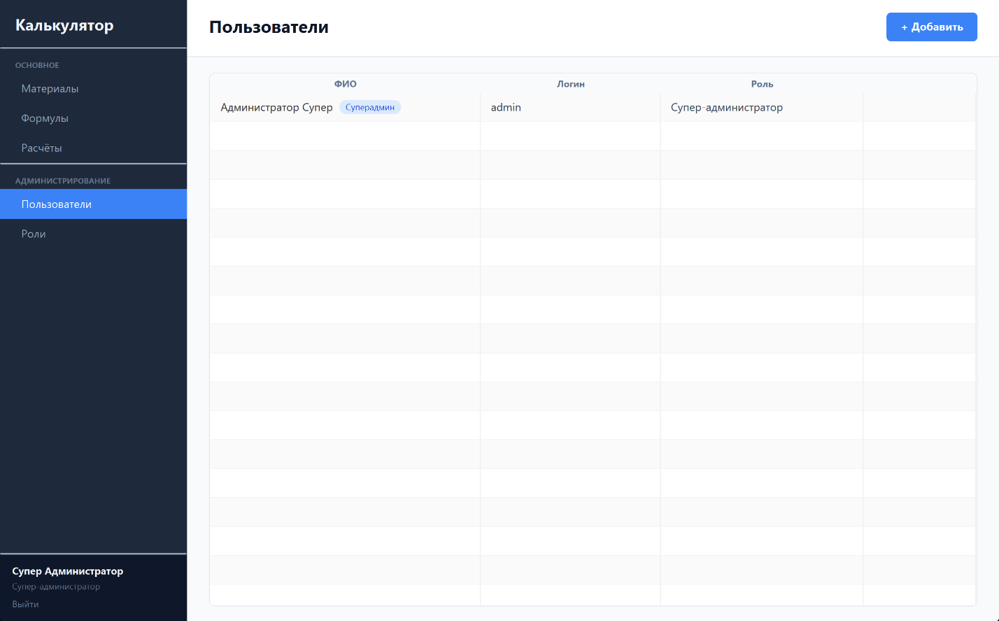 Калькулятор
ОСНОВНОЕ
Материалы
Формулы
Расчёты
АДМИНИСТРИРОВАНИЕ
Пользователи
Роли
Супер Администратор
Супер-администратор
Выйти
Пользователи
+ Добавить
ФИО Логин Роль
Администратор Супер Суперадмин admin Супер-администратор